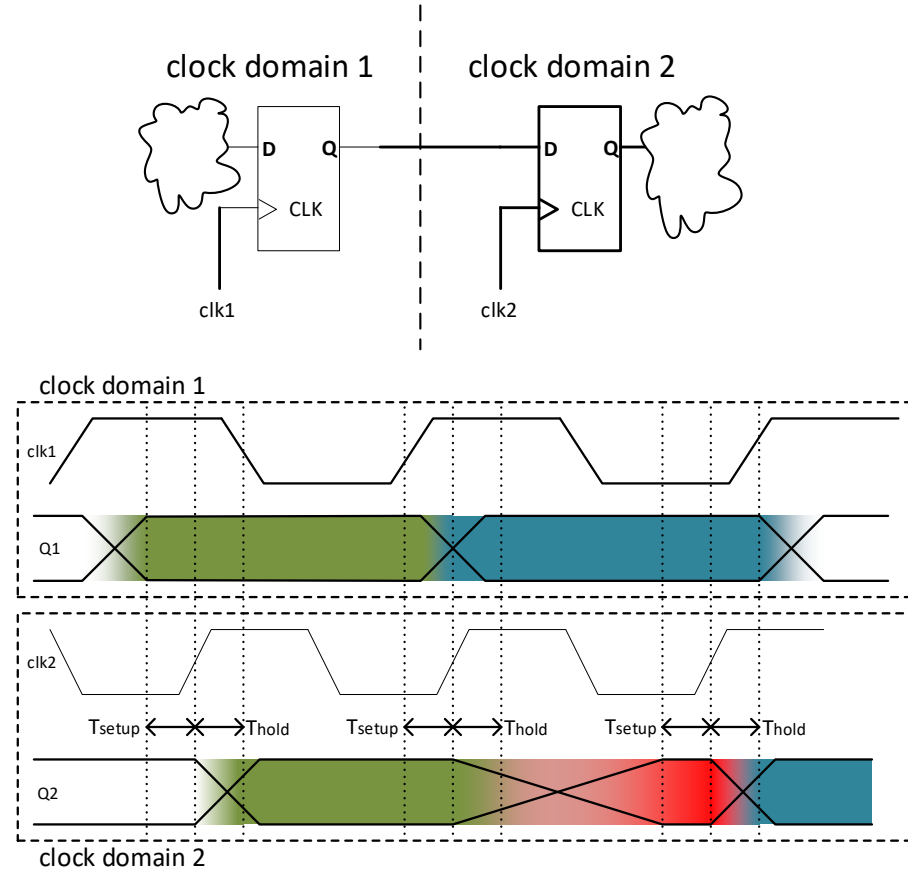 clock domain 1
clock domain 2
D Q
CLK
clk1
D Q
CLK
clk2
clock domain 1
clk1
Q1
clk2
Tsetup Thold Tsetup Thold Tsetup Thold
Q2
clock domain 2